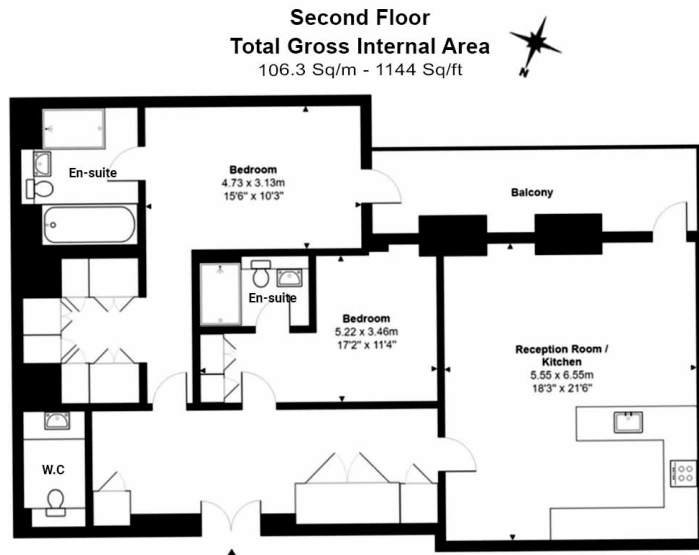 Second Floor
Total Gross Internal Area
106.3 Sq/m - 1144 Sq/ft
N
En-suite
Bedroom
4.73 x 3.13m
15'6" x 10'3"
Balcony
En-suite
Bedroom
5.22 x 3.46m
17'2" x 11'4"
Reception Room /
Kitchen
5.55 x 6.55m
18'3" x 21'6"
W.C